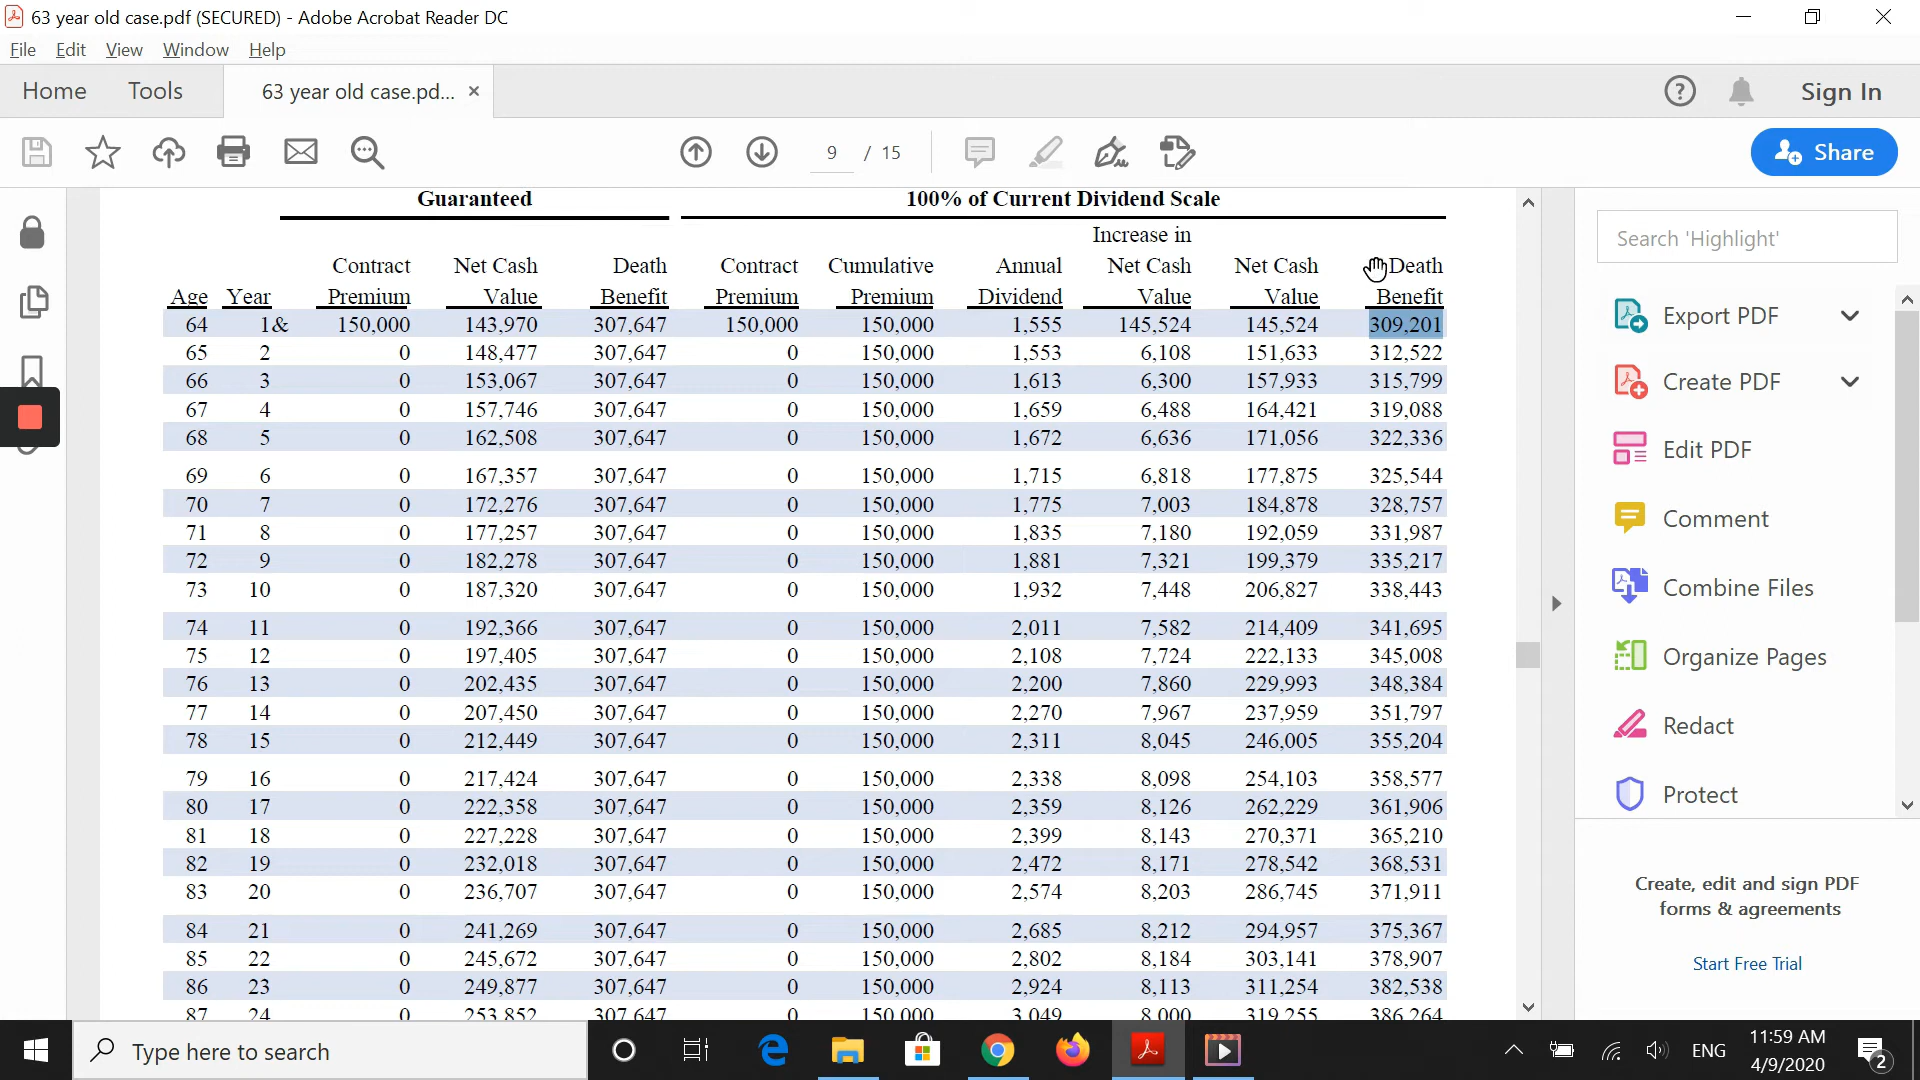 63 year old case.pdf (SECURED) - Adobe Acrobat Reader DC
File Edit View Window Help
Home Tools 63 year old case.pd... × Sign In
9 / 15 Share
Guaranteed 100% of Current Dividend Scale
Increase in
Contract Net Cash Death Contract Cumulative Annual Net Cash Net Cash Death
Age Year Premium Value Benefit Premium Premium Dividend Value Value Benefit
64 1& 150,000 143,970 307,647 150,000 150,000 1,555 145,524 145,524 309,201
65 2 0 148,477 307,647 0 150,000 1,553 6,108 151,633 312,522
66 3 0 153,067 307,647 0 150,000 1,613 6,300 157,933 315,799
67 4 0 157,746 307,647 0 150,000 1,659 6,488 164,421 319,088
68 5 0 162,508 307,647 0 150,000 1,672 6,636 171,056 322,336
69 6 0 167,357 307,647 0 150,000 1,715 6,818 177,875 325,544
70 7 0 172,276 307,647 0 150,000 1,775 7,003 184,878 328,757
71 8 0 177,257 307,647 0 150,000 1,835 7,180 192,059 331,987
72 9 0 182,278 307,647 0 150,000 1,881 7,321 199,379 335,217
73 10 0 187,320 307,647 0 150,000 1,932 7,448 206,827 338,443
74 11 0 192,366 307,647 0 150,000 2,011 7,582 214,409 341,695
75 12 0 197,405 307,647 0 150,000 2,108 7,724 222,133 345,008
76 13 0 202,435 307,647 0 150,000 2,200 7,860 229,993 348,384
77 14 0 207,450 307,647 0 150,000 2,270 7,967 237,959 351,797
78 15 0 212,449 307,647 0 150,000 2,311 8,045 246,005 355,204
79 16 0 217,424 307,647 0 150,000 2,338 8,098 254,103 358,577
80 17 0 222,358 307,647 0 150,000 2,359 8,126 262,229 361,906
81 18 0 227,228 307,647 0 150,000 2,399 8,143 270,371 365,210
82 19 0 232,018 307,647 0 150,000 2,472 8,171 278,542 368,531
83 20 0 236,707 307,647 0 150,000 2,574 8,203 286,745 371,911
84 21 0 241,269 307,647 0 150,000 2,685 8,212 294,957 375,367
85 22 0 245,672 307,647 0 150,000 2,802 8,184 303,141 378,907
86 23 0 249,877 307,647 0 150,000 2,924 8,113 311,254 382,538
87 24 0 253,852 307,647 0 150,000 3,049 8,000 319,255 386,264
Search 'Highlight'
Export PDF
Create PDF
Edit PDF
Comment
Combine Files
Organize Pages
Redact
Protect
Create, edit and sign PDF
forms & agreements
Start Free Trial
Type here to search
ENG
11:59 AM
4/9/2020
2